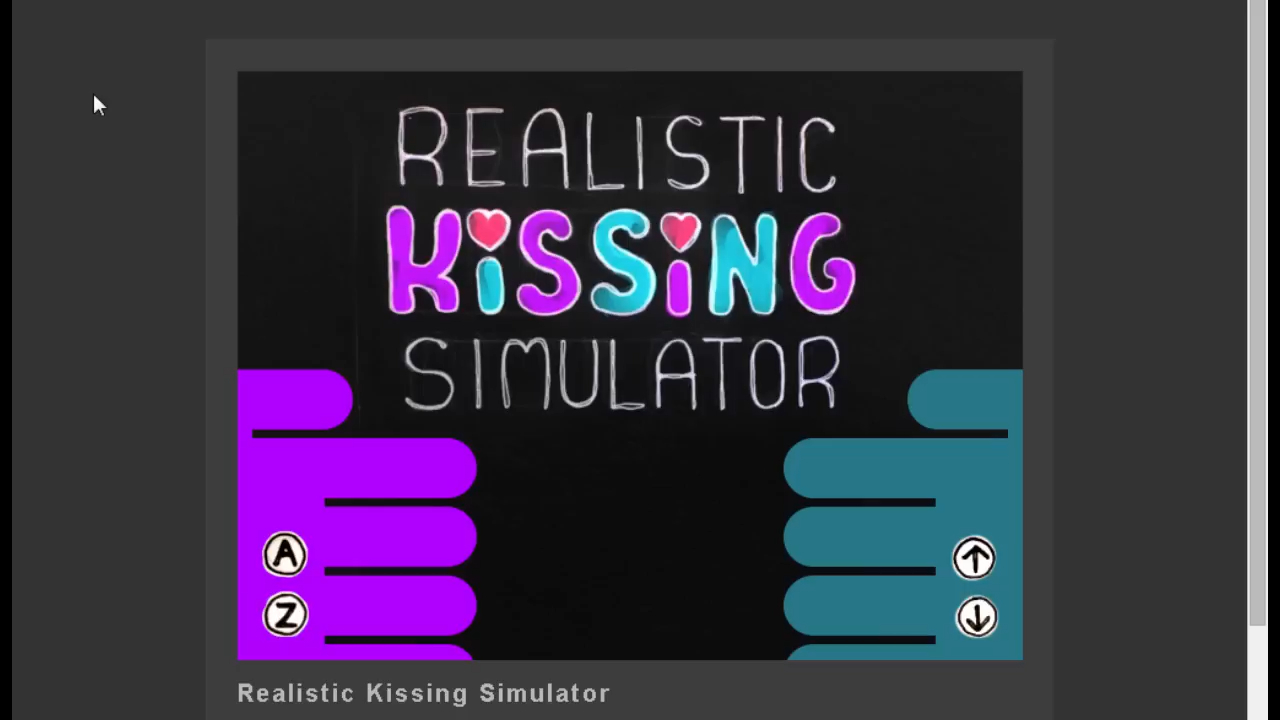 REALISTIC
KiSSiNG
SIMULATOR
A
↑
Z
↓
Realistic Kissing Simulator